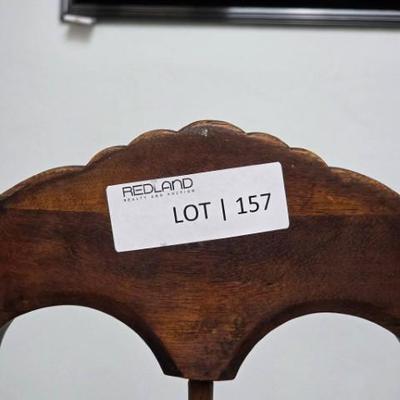 REDLAND
REALTY AND AUCTION
LOT | 157